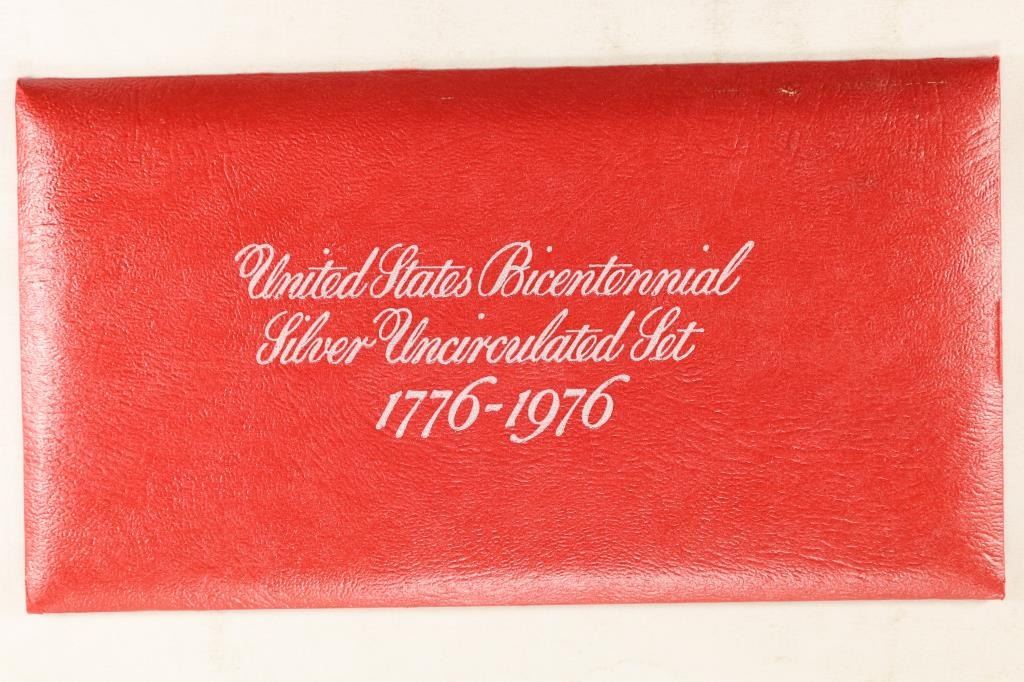 United States Bicentennial
Silver Uncirculated Set
1776-1976